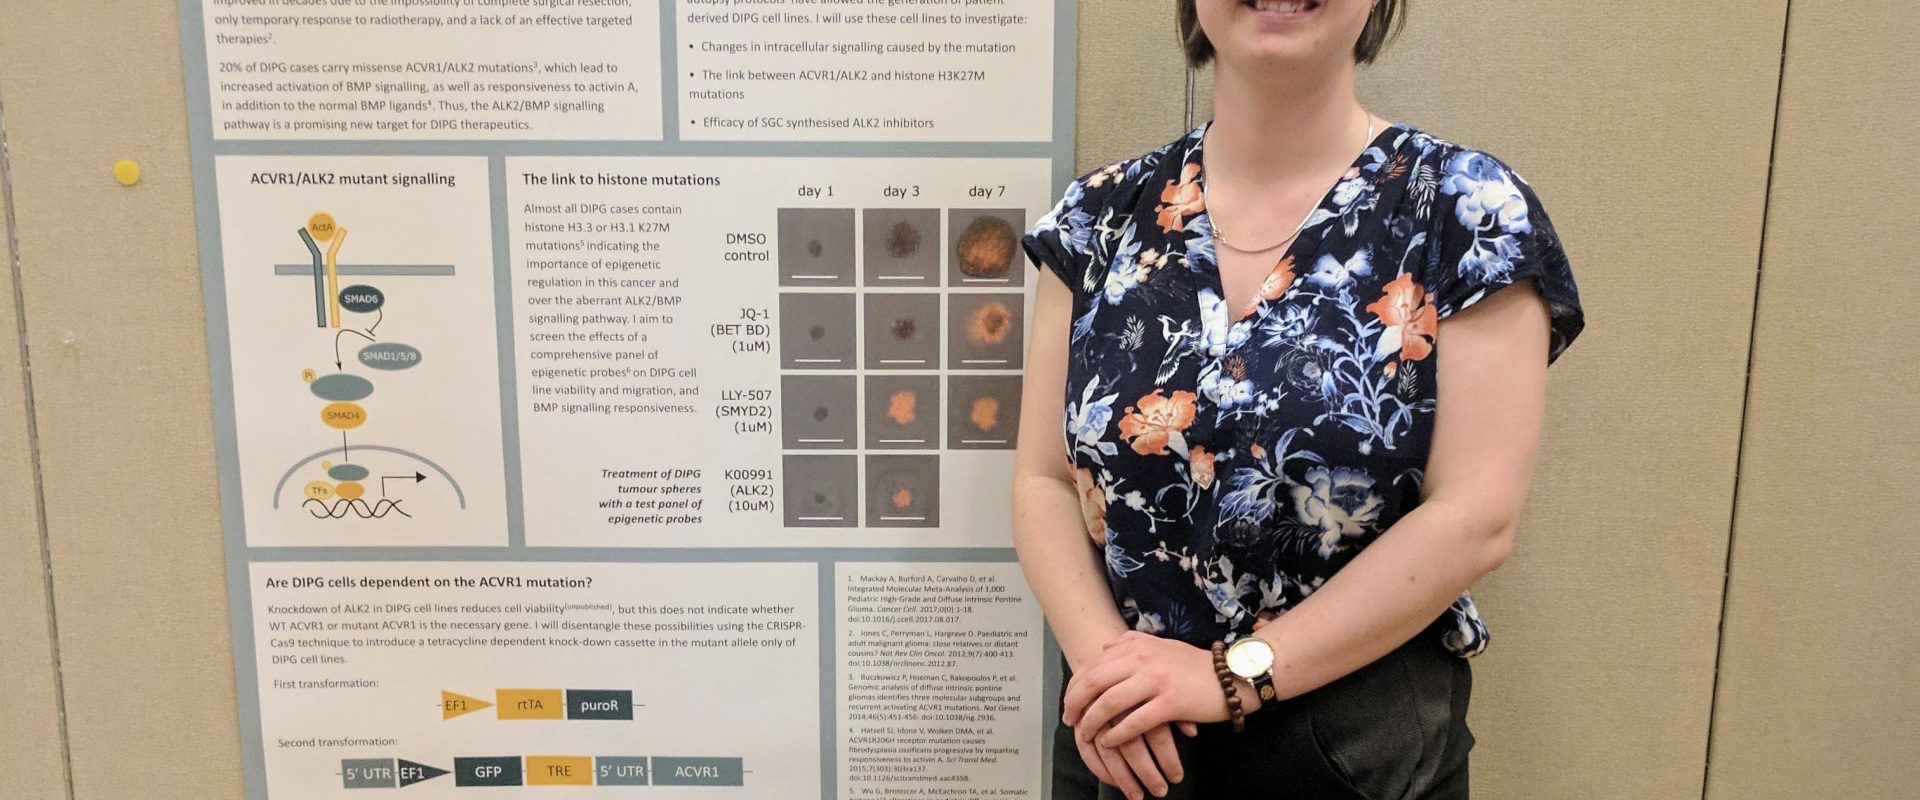 improved in decades due to the impossibility of complete surgical resection,
only temporary response to radiotherapy, and a lack of an effective targeted
therapies².
20% of DIPG cases carry missense ACVR1/ALK2 mutations³, which lead to
increased activation of BMP signalling, as well as responsiveness to activin A,
in addition to the normal BMP ligands⁴. Thus, the ALK2/BMP signalling
pathway is a promising new target for DIPG therapeutics.
autopsy protocols have allowed the generation of patient
derived DIPG cell lines. I will use these cell lines to investigate:
• Changes in intracellular signalling caused by the mutation
• The link between ACVR1/ALK2 and histone H3K27M
mutations
• Efficacy of SGC synthesised ALK2 inhibitors
ACVR1/ALK2 mutant signalling
ActA
SMAD6
SMAD1/5/8
Pi
SMAD4
TFs
The link to histone mutations
Almost all DIPG cases contain
histone H3.3 or H3.1 K27M
mutations⁵ indicating the
importance of epigenetic
regulation in this cancer and
over the aberrant ALK2/BMP
signalling pathway. I aim to
screen the effects of a
comprehensive panel of
epigenetic probes⁶ on DIPG cell
line viability and migration, and
BMP signalling responsiveness.
day 1 day 3 day 7
DMSO
control
JQ-1
(BET BD)
(1uM)
LLY-507
(SMYD2)
(1uM)
K00991
(ALK2)
(10uM)
Treatment of DIPG
tumour spheres
with a test panel of
epigenetic probes
Are DIPG cells dependent on the ACVR1 mutation?
Knockdown of ALK2 in DIPG cell lines reduces cell viability(unpublished), but this does not indicate whether
WT ACVR1 or mutant ACVR1 is the necessary gene. I will disentangle these possibilities using the CRISPR-
Cas9 technique to introduce a tetracycline dependent knock-down cassette in the mutant allele only of
DIPG cell lines.
First transformation:
EF1 rtTA puroR
Second transformation:
5' UTR EF1 GFP TRE 5' UTR ACVR1
1. Mackay A, Burford A, Carvalho D, et al.
Integrated Molecular Meta-Analysis of 1,000
Pediatric High-Grade and Diffuse Intrinsic Pontine
Glioma. Cancer Cell. 2017;0(0):1-18.
doi:10.1016/j.ccell.2017.08.017.
2. Jones C, Perryman L, Hargrave D. Paediatric and
adult malignant glioma: close relatives or distant
cousins? Nat Rev Clin Oncol. 2012;9(7):400-413.
doi:10.1038/nrclinonc.2012.87.
3. Buczkowicz P, Hoeman C, Rakopoulos P, et al.
Genomic analysis of diffuse intrinsic pontine
gliomas identifies three molecular subgroups and
recurrent activating ACVR1 mutations. Nat Genet.
2014;46(5):451-456. doi:10.1038/ng.2936.
4. Hatsell SJ, Idone V, Wolken DMA, et al.
ACVR1R206H receptor mutation causes
fibrodysplasia ossificans progressiva by imparting
responsiveness to activin A. Sci Transl Med.
2015;7(303):303ra137.
doi:10.1126/scitranslmed.aac4358.
5. Wu G, Broniscer A, McEachron TA, et al. Somatic